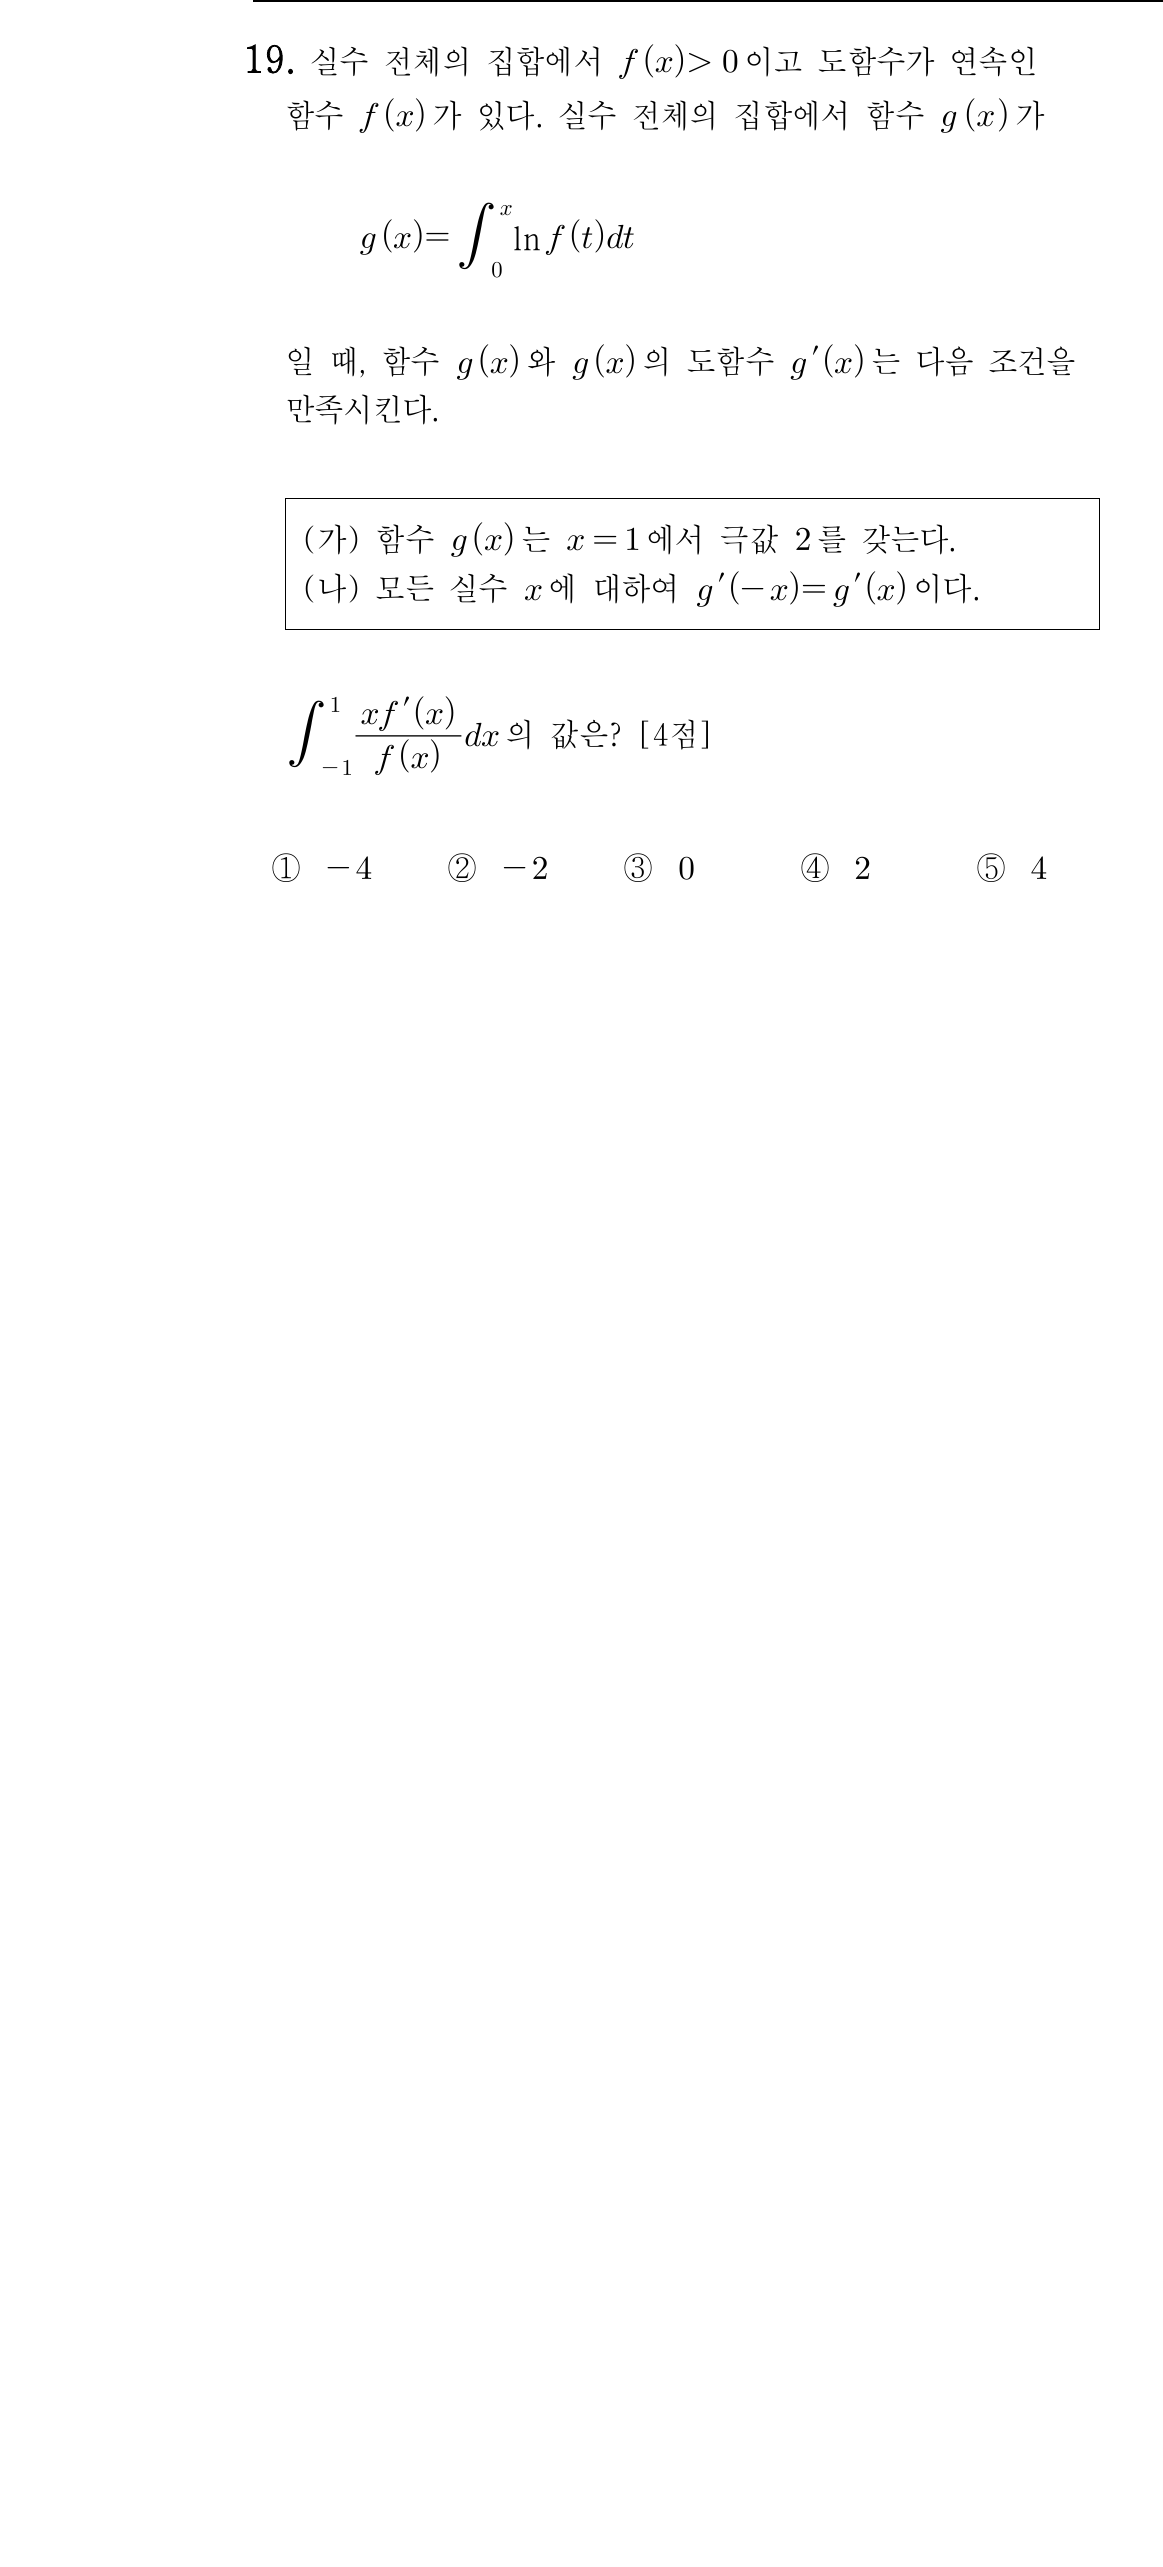 19. 실수 전체의 집합에서 f(x)>0이고 도함수가 연속인
함수 f(x)가 있다. 실수 전체의 집합에서 함수 g(x)가
g(x)=∫_0^x ln f(t)dt
일 때, 함수 g(x)와 g(x)의 도함수 g′(x)는 다음 조건을
만족시킨다.
(가) 함수 g(x)는 x=1에서 극값 2를 갖는다.
(나) 모든 실수 x에 대하여 g′(−x)=g′(x)이다.
∫_{−1}^{1} xf′(x)/f(x) dx의 값은? [4점]
① −4 ② −2 ③ 0 ④ 2 ⑤ 4